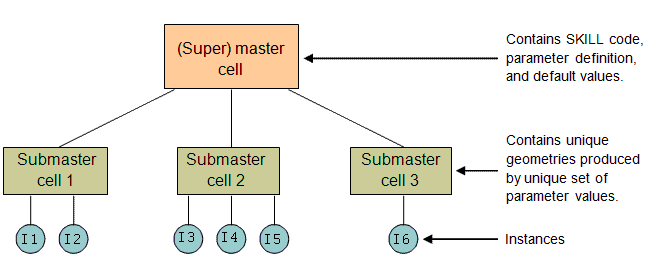 (Super) master
cell
Contains SKILL code,
parameter definition,
and default values.
Submaster
cell 1
Submaster
cell 2
Submaster
cell 3
Contains unique
geometries produced
by unique set of
parameter values.
I1
I2
I3
I4
I5
I6
Instances